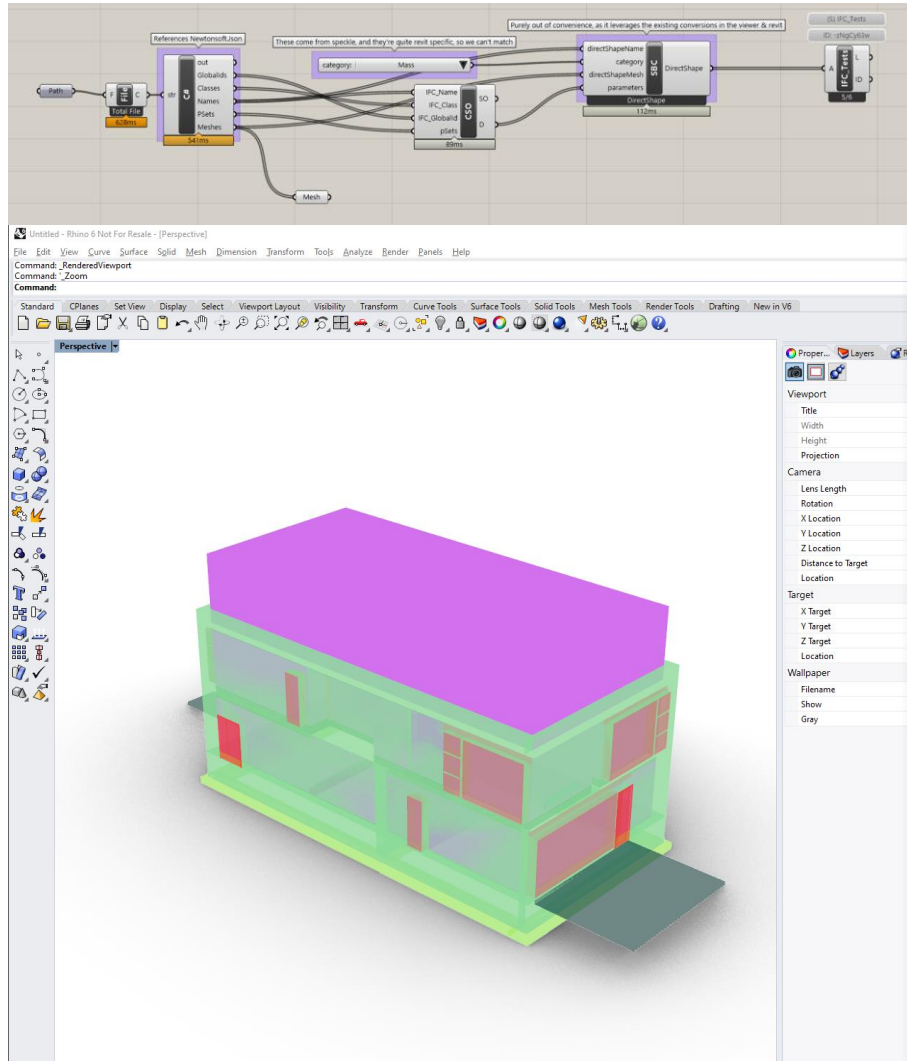 (S) IFC_Tests
ID: -zNgCy63w
Purely out of convenience, as it leverages the existing conversions in the viewer & revit
References NewtonsoftJson
These come from speckle, and they're quite revit specific, so we can't match
Path
F File C
Total File
628ms
str
C#
out
GlobalIds
Classes
Names
PSets
Meshes
541ms
category:
Mass
IFC_Name
IFC_Class
IFC_GlobalId
pSets
CSO
SO
D
89ms
directShapeName
category
directShapeMesh
parameters
SBC
DirectShape
DirectShape
112ms
A
IFC_Tests
L
ID
5/6
Mesh
Untitled - Rhino 6 Not For Resale - [Perspective]
File Edit View Curve Surface Solid Mesh Dimension Transform Tools Analyze Render Panels Help
Command: _RenderedViewport
Command: '_Zoom
Command:
Standard CPlanes Set View Display Select Viewport Layout Visibility Transform Curve Tools Surface Tools Solid Tools Mesh Tools Render Tools Drafting New in V6
Perspective
Proper... Layers R
Viewport
Title
Width
Height
Projection
Camera
Lens Length
Rotation
X Location
Y Location
Z Location
Distance to Target
Location
Target
X Target
Y Target
Z Target
Location
Wallpaper
Filename
Show
Gray